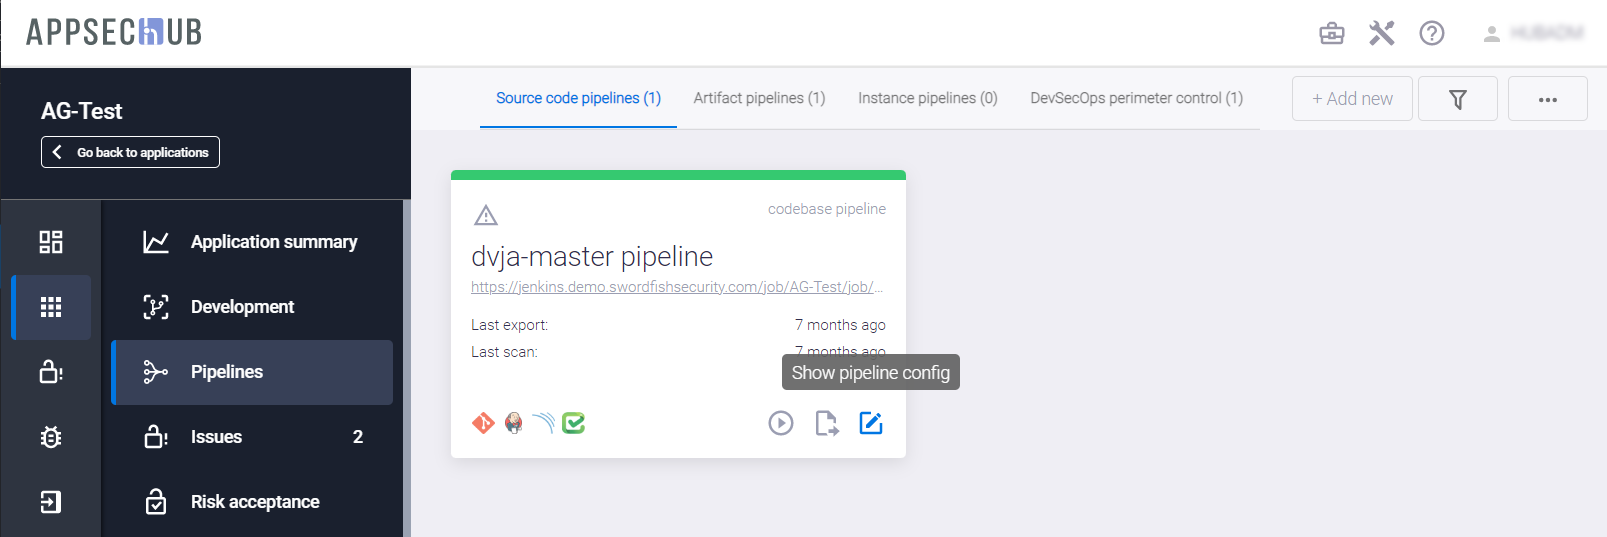 APPSECHUB
AG-Test
Go back to applications
Source code pipelines (1)
Artifact pipelines (1)
Instance pipelines (0)
DevSecOps perimeter control (1)
+ Add new
Application summary
Development
Pipelines
Issues 2
Risk acceptance
codebase pipeline
dvja-master pipeline
https://jenkins.demo.swordfishsecurity.com/job/AG-Test/job/...
Last export: 7 months ago
Last scan: 7 months ago
Show pipeline config